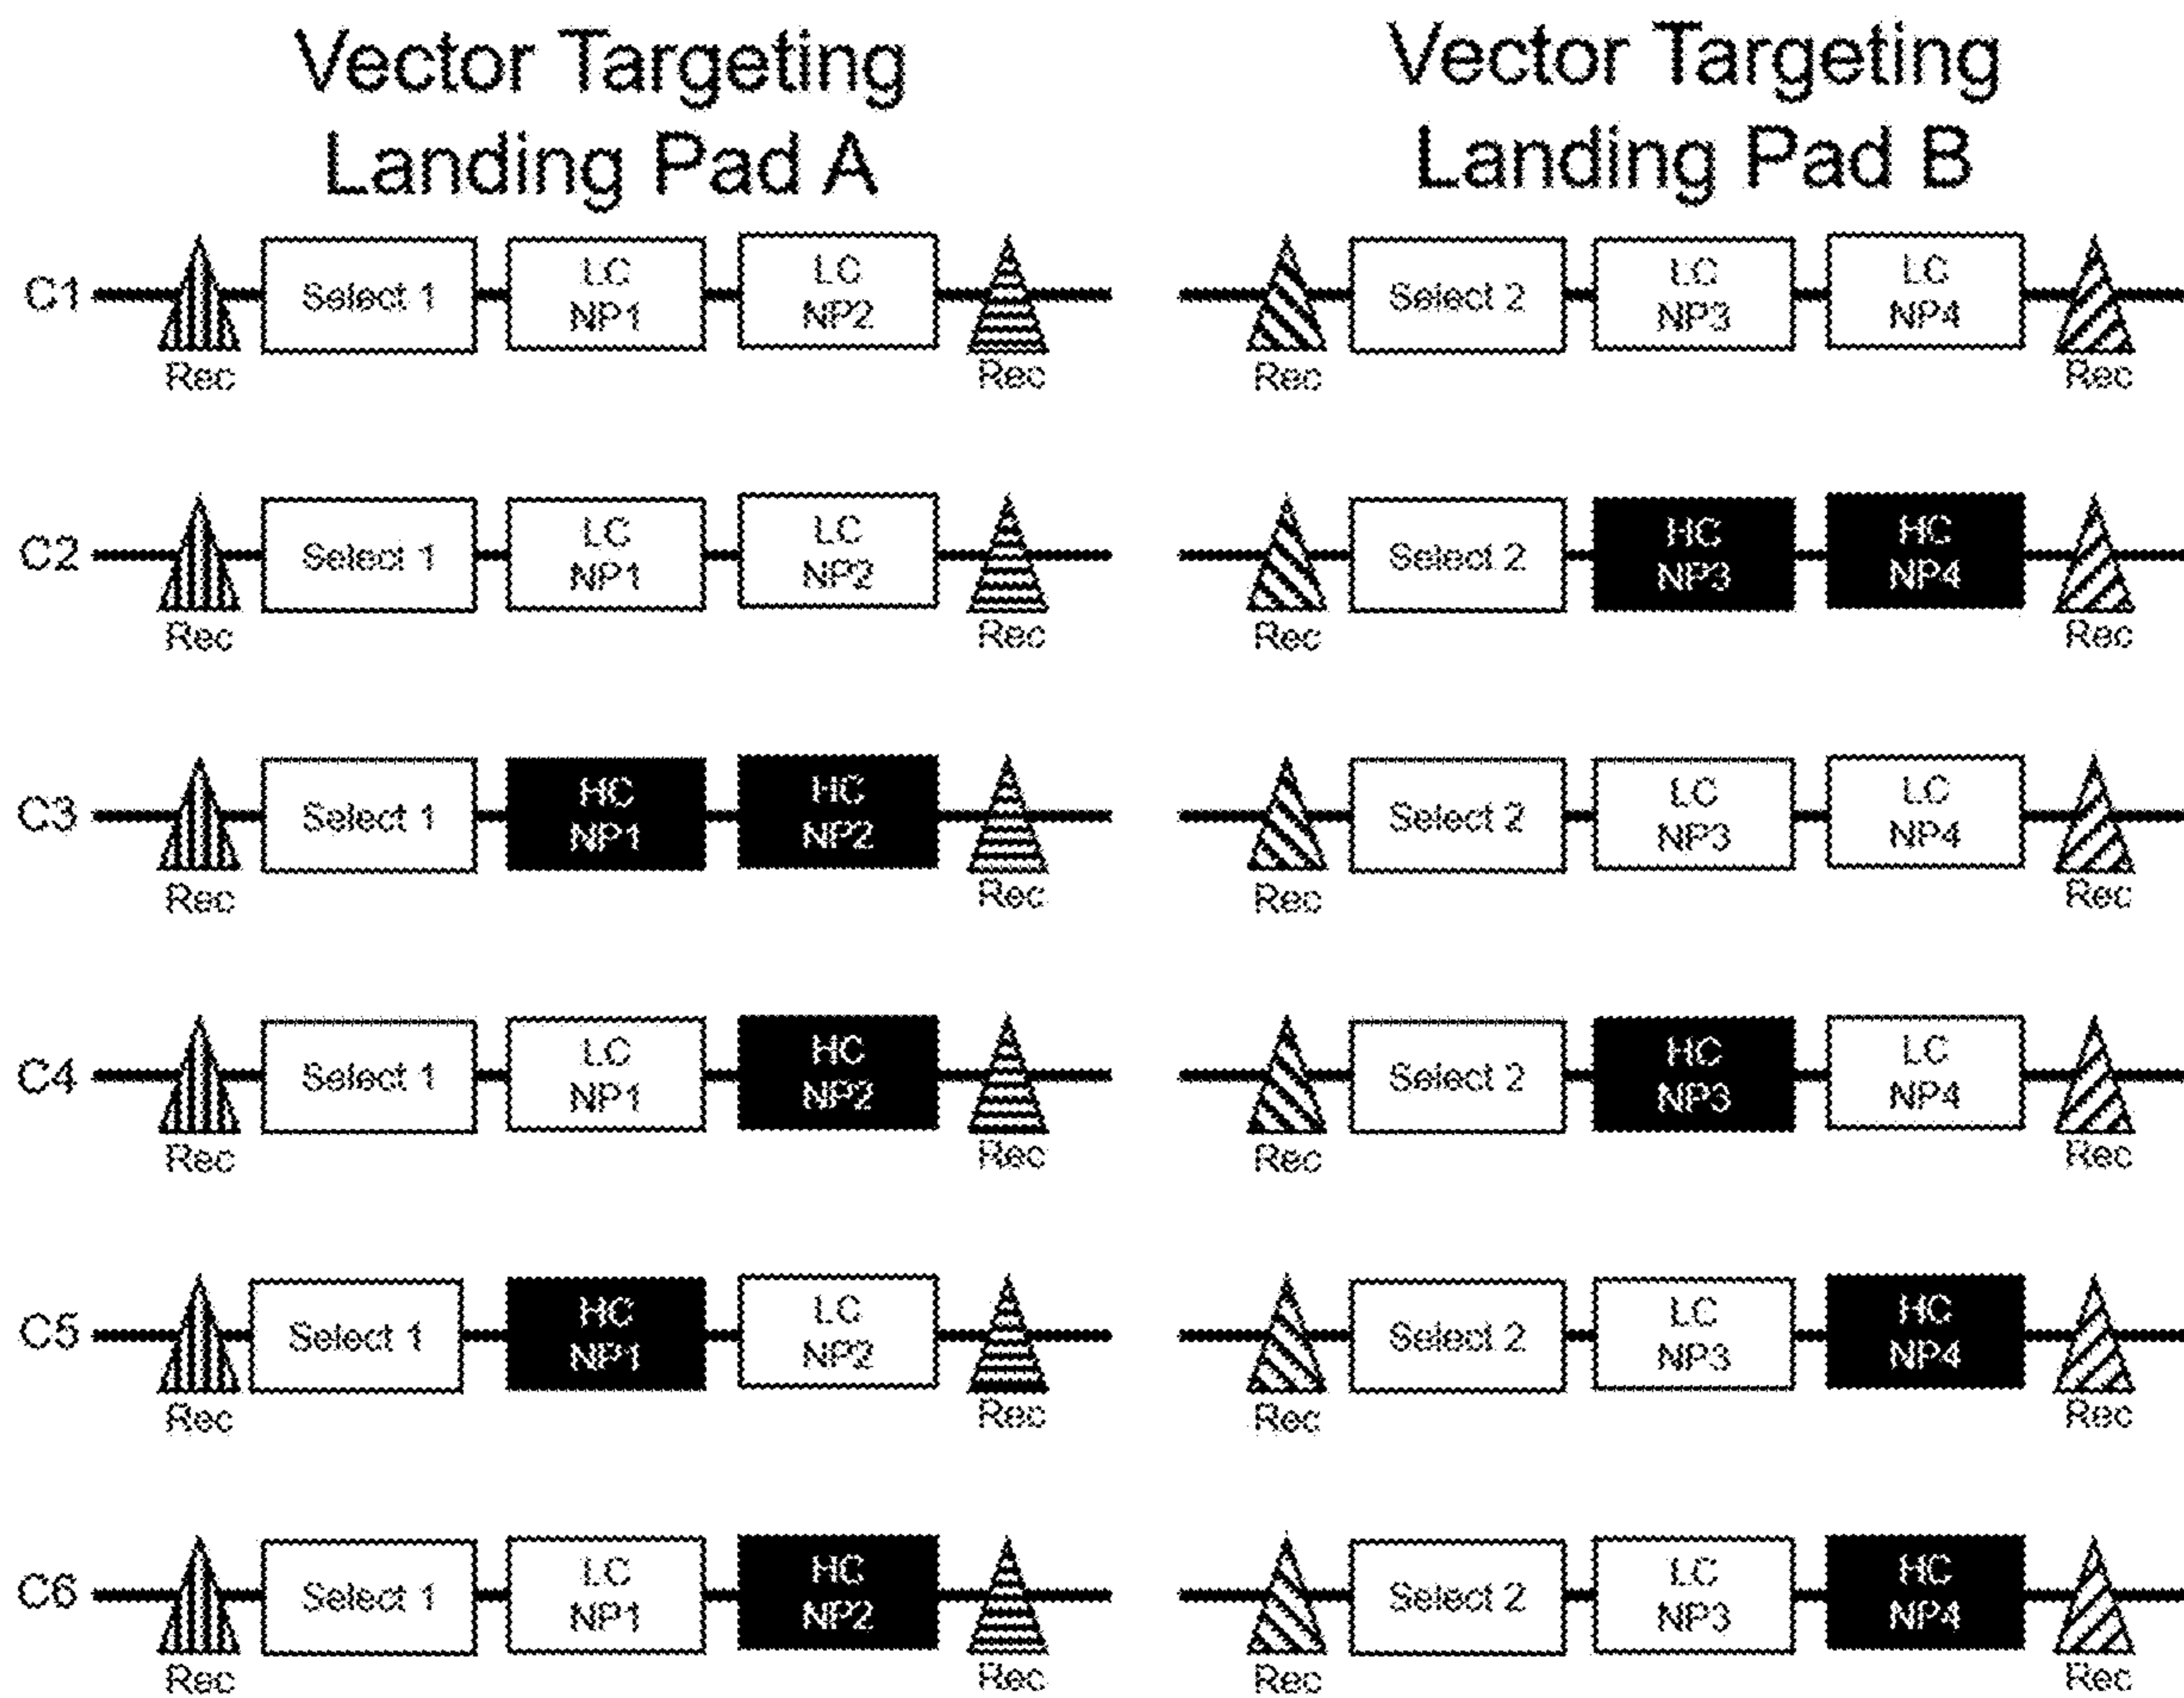 Vector Targeting
Landing Pad A
Vector Targeting
Landing Pad B
C1
Select 1
LC
NP1
LC
NP2
Rec
Rec
Select 2
LC
NP3
LC
NP4
Rec
Rec
C2
Select 1
LC
NP1
LC
NP2
Rec
Rec
Select 2
HC
NP3
HC
NP4
Rec
Rec
C3
Select 1
HC
NP1
HC
NP2
Rec
Rec
Select 2
LC
NP3
LC
NP4
Rec
Rec
C4
Select 1
LC
NP1
HC
NP2
Rec
Rec
Select 2
HC
NP3
LC
NP4
Rec
Rec
C5
Select 1
HC
NP1
LC
NP2
Rec
Rec
Select 2
LC
NP3
HC
NP4
Rec
Rec
C6
Select 1
LC
NP1
HC
NP2
Rec
Rec
Select 2
LC
NP3
HC
NP4
Rec
Rec